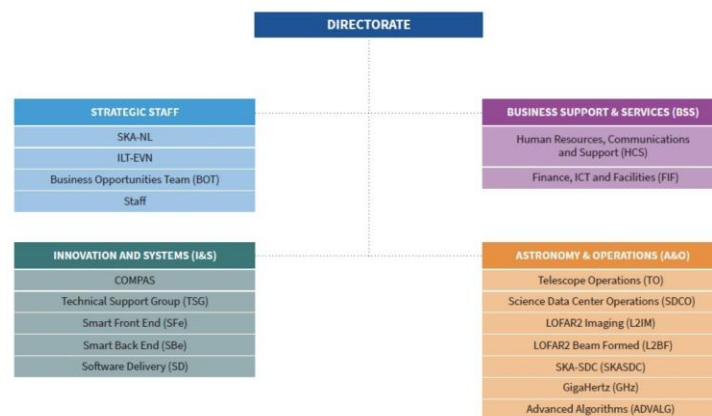 DIRECTORATE
STRATEGIC STAFF
SKA-NL
ILT-EVN
Business Opportunities Team (BOT)
Staff
BUSINESS SUPPORT & SERVICES (BSS)
Human Resources, Communications
and Support (HCS)
Finance, ICT and Facilities (FIF)
INNOVATION AND SYSTEMS (I&S)
COMPAS
Technical Support Group (TSG)
Smart Front End (SFe)
Smart Back End (SBe)
Software Delivery (SD)
ASTRONOMY & OPERATIONS (A&O)
Telescope Operations (TO)
Science Data Center Operations (SDCO)
LOFAR2 Imaging (L2IM)
LOFAR2 Beam Formed (L2BF)
SKA-SDC (SKASDC)
GigaHertz (GHz)
Advanced Algorithms (ADVALG)